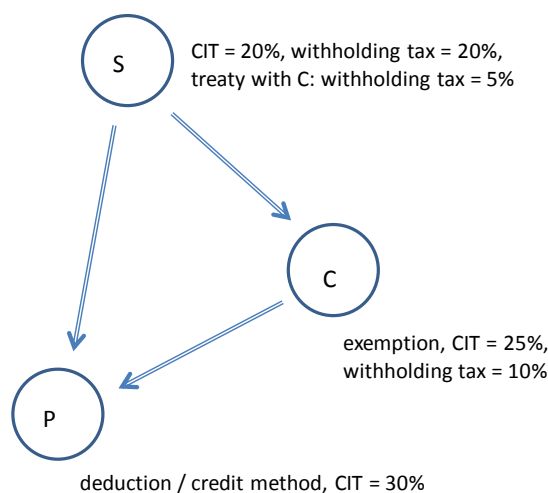 S
CIT = 20%, withholding tax = 20%,
treaty with C: withholding tax = 5%
C
exemption, CIT = 25%,
withholding tax = 10%
P
deduction / credit method, CIT = 30%